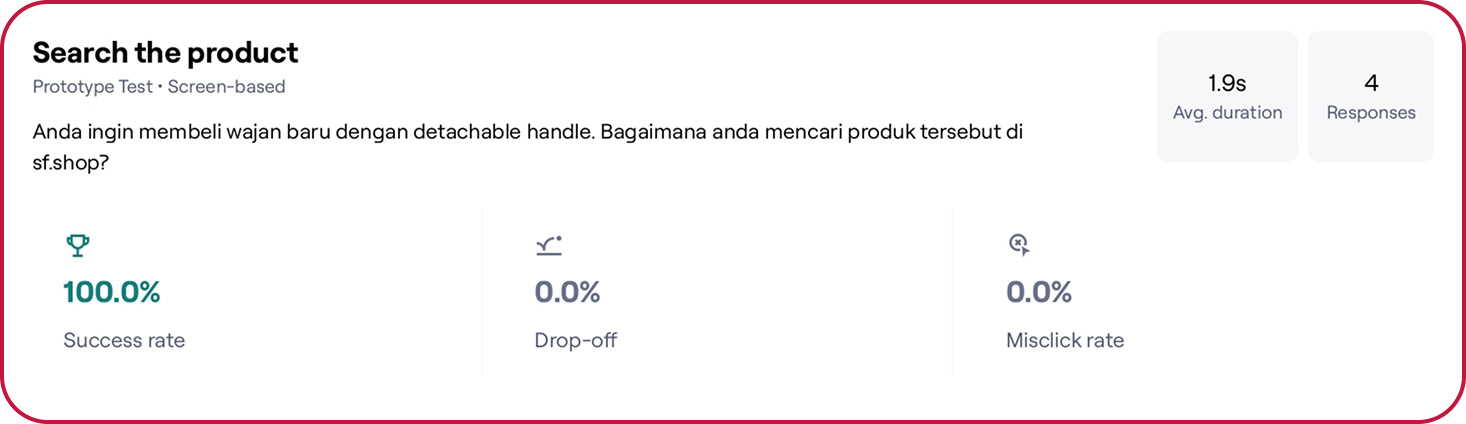 Search the product
Prototype Test • Screen-based
Anda ingin membeli wajan baru dengan detachable handle. Bagaimana anda mencari produk tersebut di
sf.shop?
1.9s
Avg. duration
4
Responses
100.0%
Success rate
0.0%
Drop-off
0.0%
Misclick rate